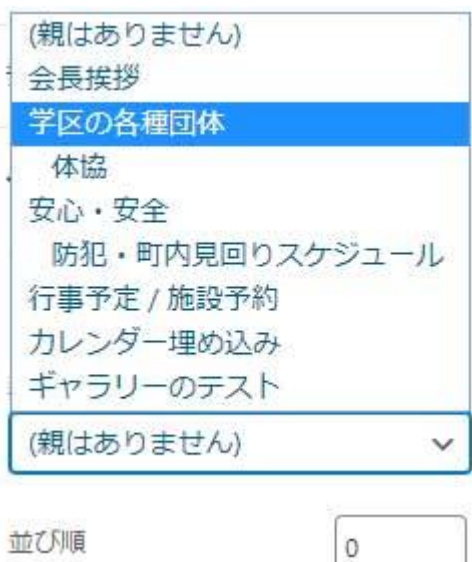 (親はありません)
会長挨拶
学区の各種団体
体協
安心・安全
防犯・町内見回りスケジュール
行事予定 / 施設予約
カレンダー埋め込み
ギャラリーのテスト
(親はありません)
並び順 0